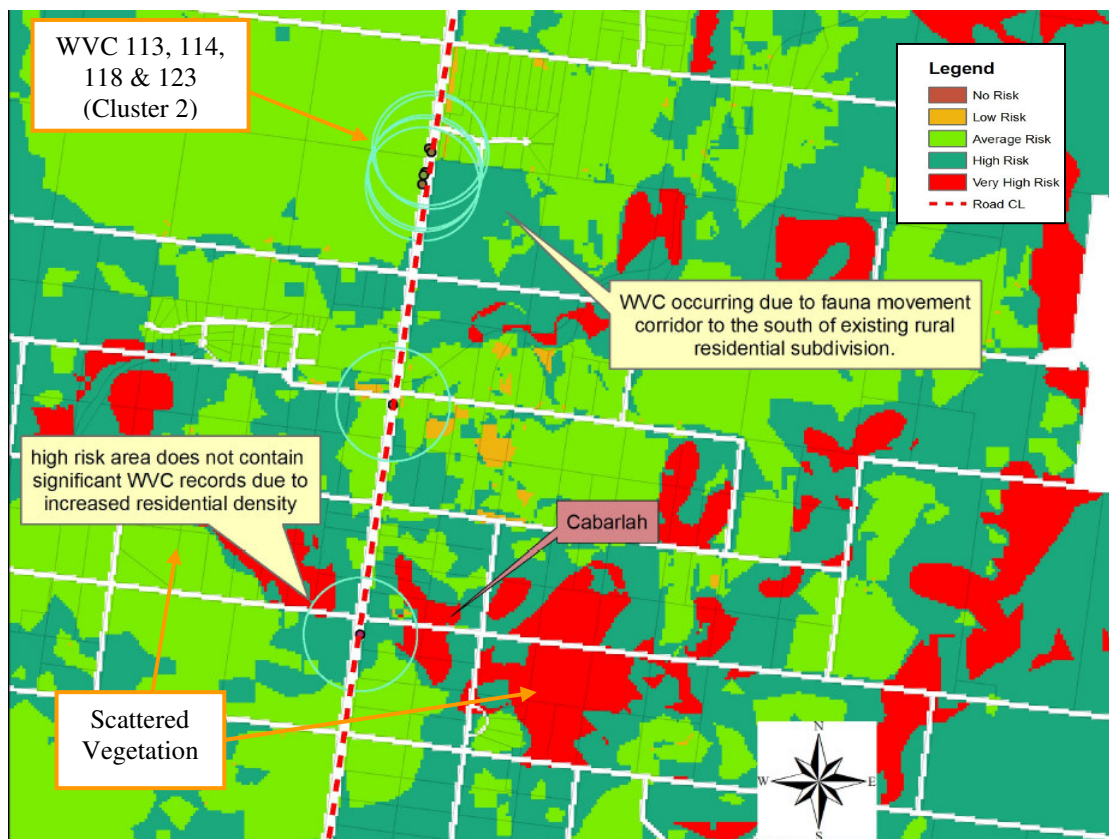 WVC 113, 114,
118 & 123
(Cluster 2)
Legend
No Risk
Low Risk
Average Risk
High Risk
Very High Risk
Road CL
WVC occurring due to fauna movement
corridor to the south of existing rural
residential subdivision.
high risk area does not contain
significant WVC records due to
increased residential density
Cabarlah
Scattered
Vegetation
N
W E
S